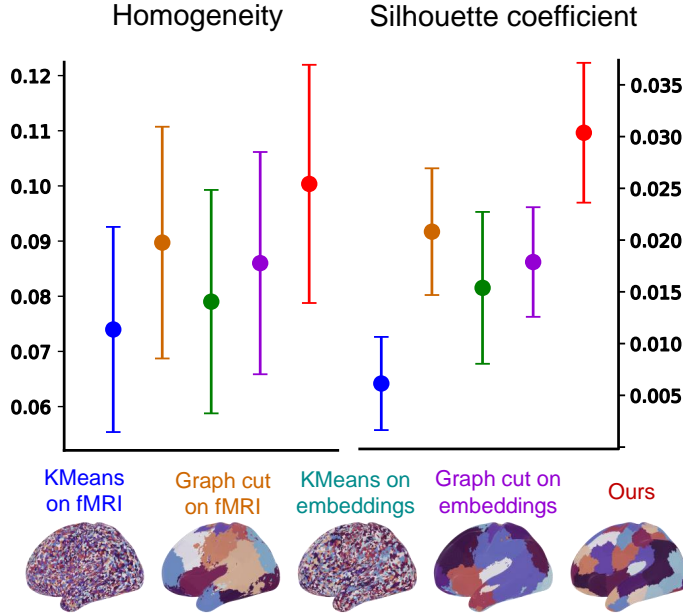 Homogeneity
Silhouette coefficient
0.12
0.11
0.10
0.09
0.08
0.07
0.06
0.035
0.030
0.025
0.020
0.015
0.010
0.005
KMeans
on fMRI
Graph cut
on fMRI
KMeans on
embeddings
Graph cut on
embeddings
Ours